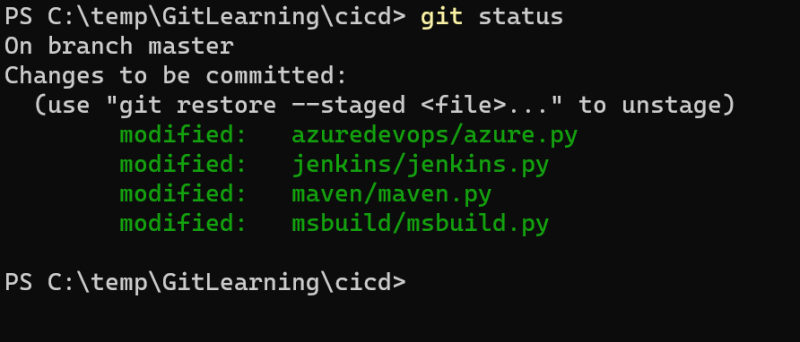 PS C:\temp\GitLearning\cicd> git status
On branch master
Changes to be committed:
  (use "git restore --staged <file>..." to unstage)
        modified:   azuredevops/azure.py
        modified:   jenkins/jenkins.py
        modified:   maven/maven.py
        modified:   msbuild/msbuild.py

PS C:\temp\GitLearning\cicd>